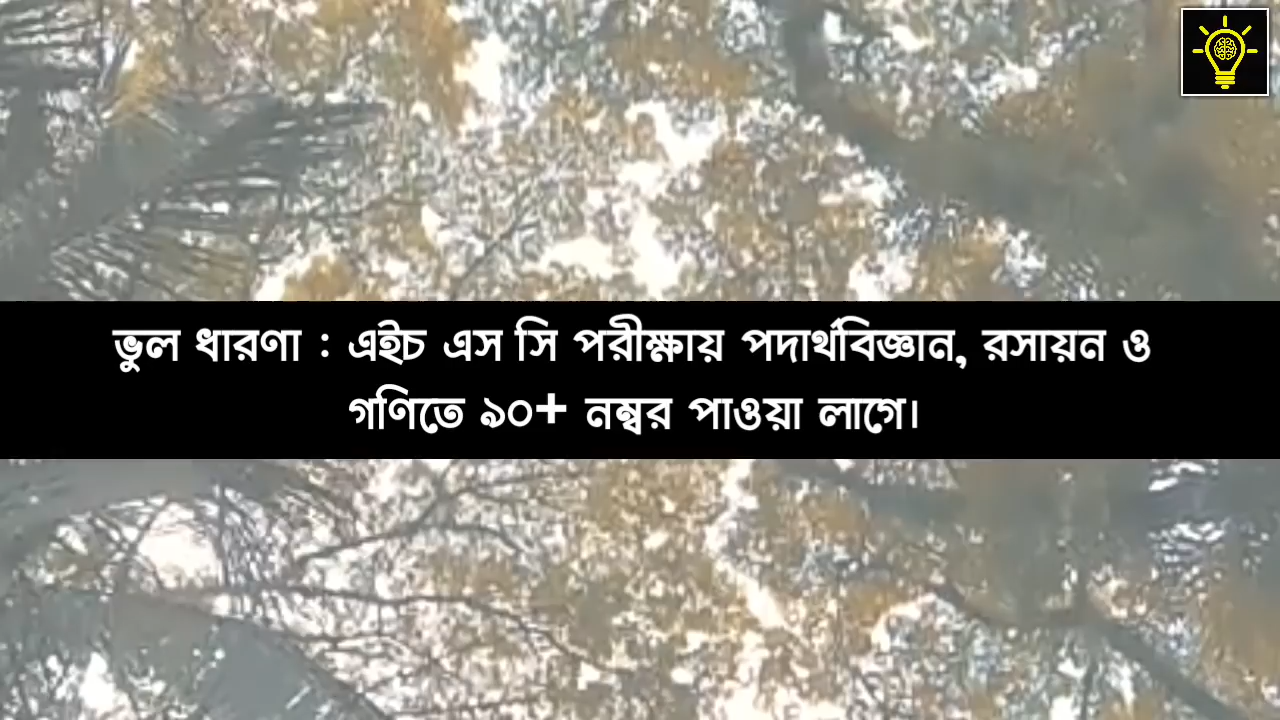 ভুল ধারণা : এইচ এস সি পরীক্ষায় পদার্থবিজ্ঞান, রসায়ন ও
গণিতে ৯০+ নম্বর পাওয়া লাগে।